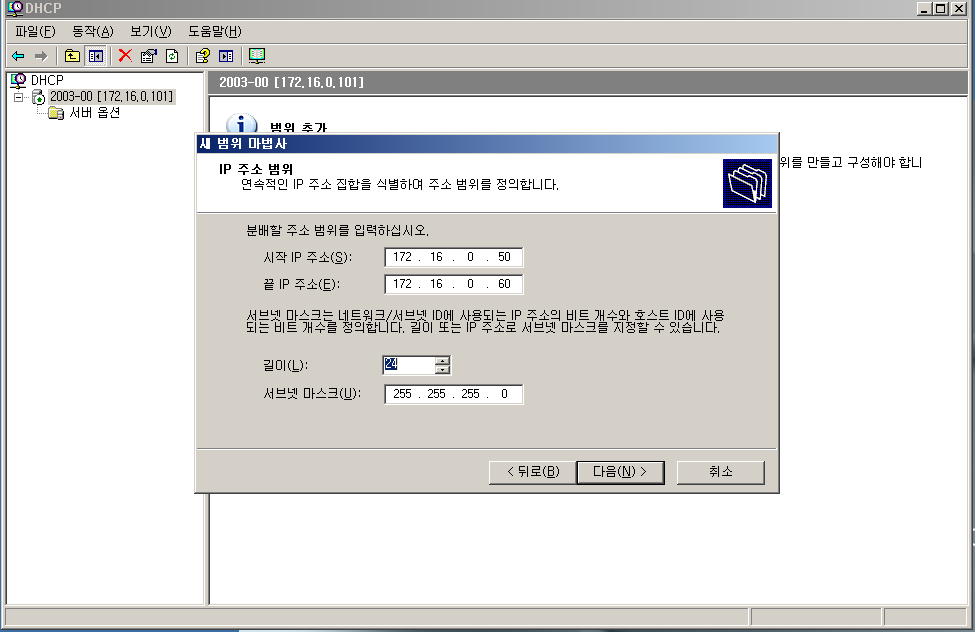 DHCP
파일(F) 동작(A) 보기(V) 도움말(H)
DHCP
2003-00 [172.16.0.101]
서버 옵션
2003-00 [172.16.0.101]
범위 추가
위를 만들고 구성해야 합니
새 범위 마법사
IP 주소 범위
연속적인 IP 주소 집합을 식별하여 주소 범위를 정의합니다.
분배할 주소 범위를 입력하십시오.
시작 IP 주소(S): 172 . 16 . 0 . 50
끝 IP 주소(E): 172 . 16 . 0 . 60
서브넷 마스크는 네트워크/서브넷 ID에 사용되는 IP 주소의 비트 개수와 호스트 ID에 사용
되는 비트 개수를 정의합니다. 길이 또는 IP 주소로 서브넷 마스크를 지정할 수 있습니다.
길이(L): 24
서브넷 마스크(U): 255 . 255 . 255 . 0
< 뒤로(B) 다음(N) > 취소